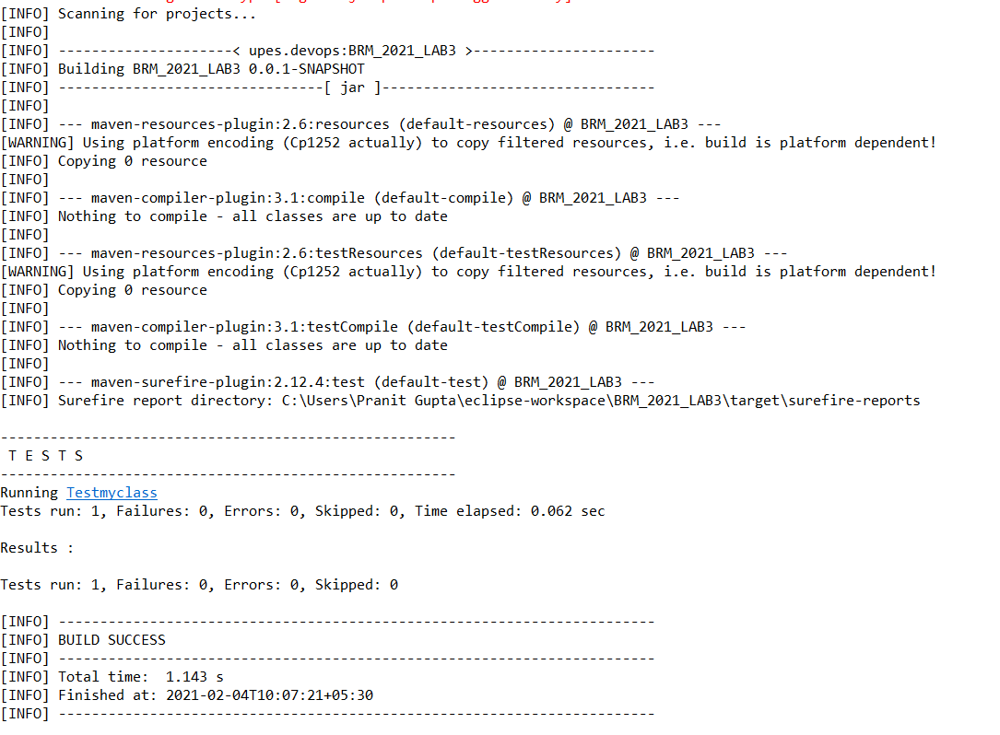 [INFO] Scanning for projects...
[INFO]
[INFO] ---------------------< upes.devops:BRM_2021_LAB3 >----------------------
[INFO] Building BRM_2021_LAB3 0.0.1-SNAPSHOT
[INFO] --------------------------------[ jar ]---------------------------------
[INFO]
[INFO] --- maven-resources-plugin:2.6:resources (default-resources) @ BRM_2021_LAB3 ---
[WARNING] Using platform encoding (Cp1252 actually) to copy filtered resources, i.e. build is platform dependent!
[INFO] Copying 0 resource
[INFO]
[INFO] --- maven-compiler-plugin:3.1:compile (default-compile) @ BRM_2021_LAB3 ---
[INFO] Nothing to compile - all classes are up to date
[INFO]
[INFO] --- maven-resources-plugin:2.6:testResources (default-testResources) @ BRM_2021_LAB3 ---
[WARNING] Using platform encoding (Cp1252 actually) to copy filtered resources, i.e. build is platform dependent!
[INFO] Copying 0 resource
[INFO]
[INFO] --- maven-compiler-plugin:3.1:testCompile (default-testCompile) @ BRM_2021_LAB3 ---
[INFO] Nothing to compile - all classes are up to date
[INFO]
[INFO] --- maven-surefire-plugin:2.12.4:test (default-test) @ BRM_2021_LAB3 ---
[INFO] Surefire report directory: C:\Users\Pranit Gupta\eclipse-workspace\BRM_2021_LAB3\target\surefire-reports
-------------------------------------------------------
T E S T S
-------------------------------------------------------
Running Testmyclass
Tests run: 1, Failures: 0, Errors: 0, Skipped: 0, Time elapsed: 0.062 sec
Results :
Tests run: 1, Failures: 0, Errors: 0, Skipped: 0
[INFO] ------------------------------------------------------------------------
[INFO] BUILD SUCCESS
[INFO] ------------------------------------------------------------------------
[INFO] Total time:  1.143 s
[INFO] Finished at: 2021-02-04T10:07:21+05:30
[INFO] ------------------------------------------------------------------------